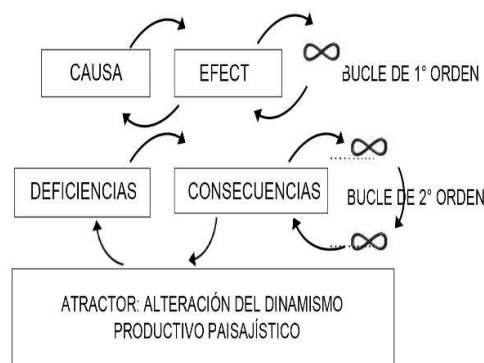 CAUSA
EFECT
∞
BUCLE DE 1° ORDEN
∞
DEFICIENCIAS
CONSECUENCIAS
BUCLE DE 2° ORDEN
∞
ATRACTOR: ALTERACIÓN DEL DINAMISMO
PRODUCTIVO PAISAJÍSTICO